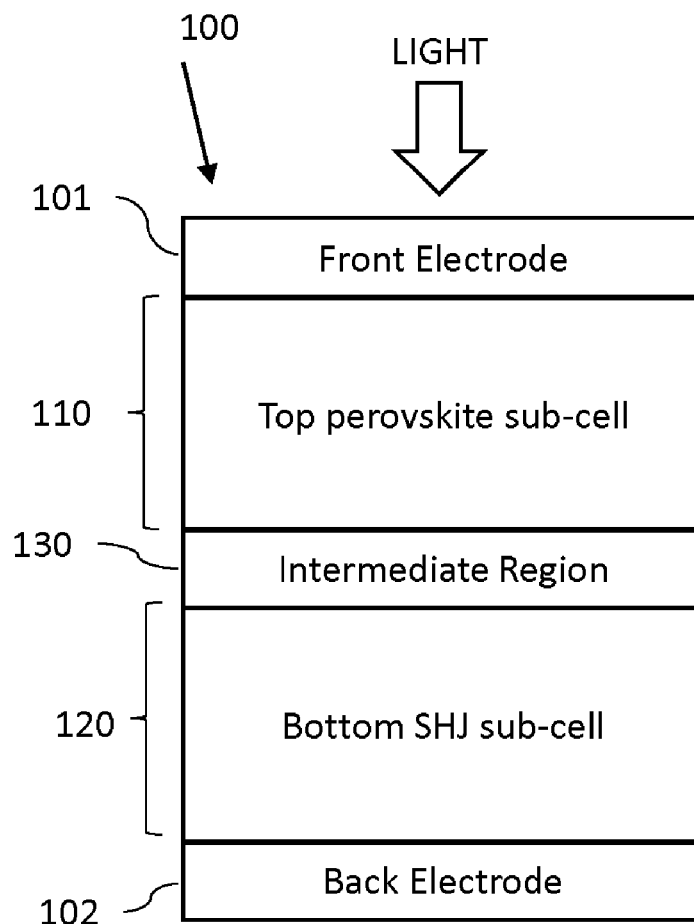 100
LIGHT
101
Front Electrode
110
Top perovskite sub-cell
130
Intermediate Region
120
Bottom SHJ sub-cell
Back Electrode
102